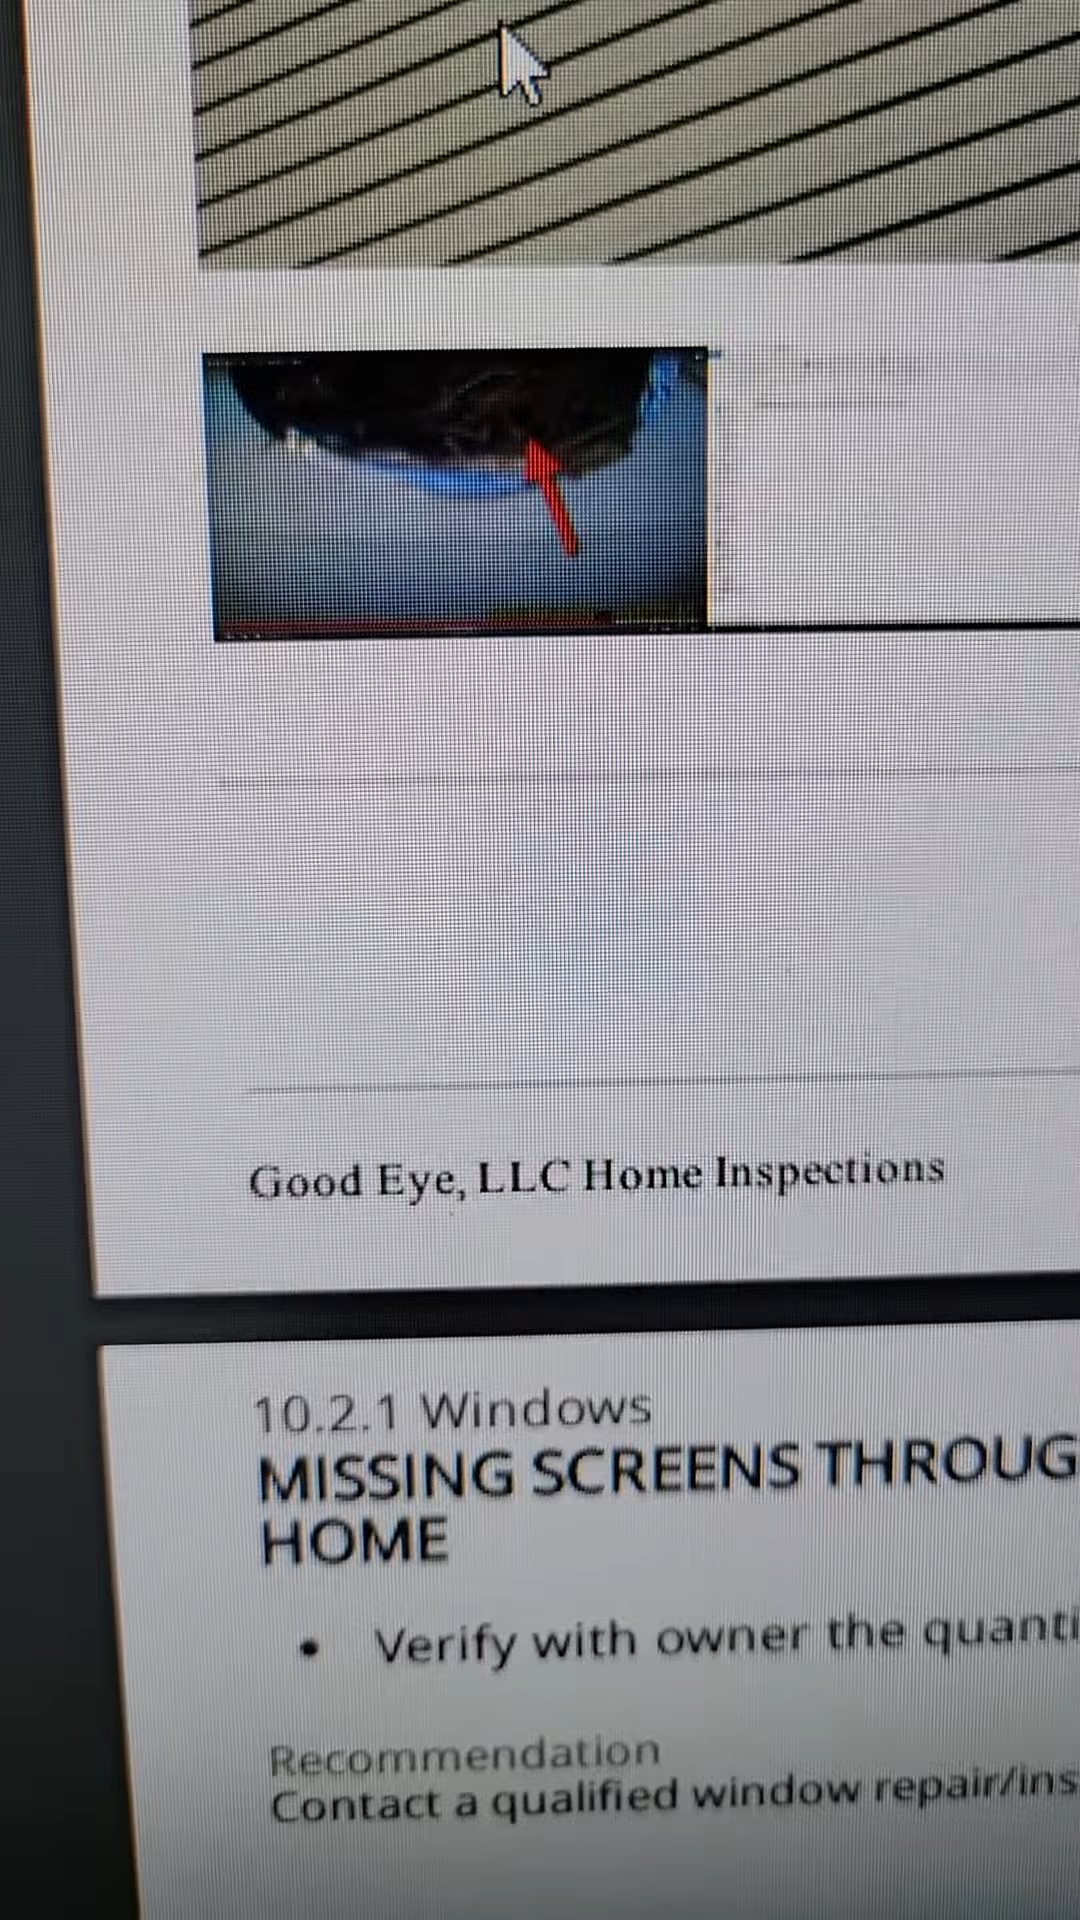 Good Eye, LLC Home Inspections
10.2.1 Windows
MISSING SCREENS THROUG
HOME
• Verify with owner the quanti
Recommendation
Contact a qualified window repair/ins